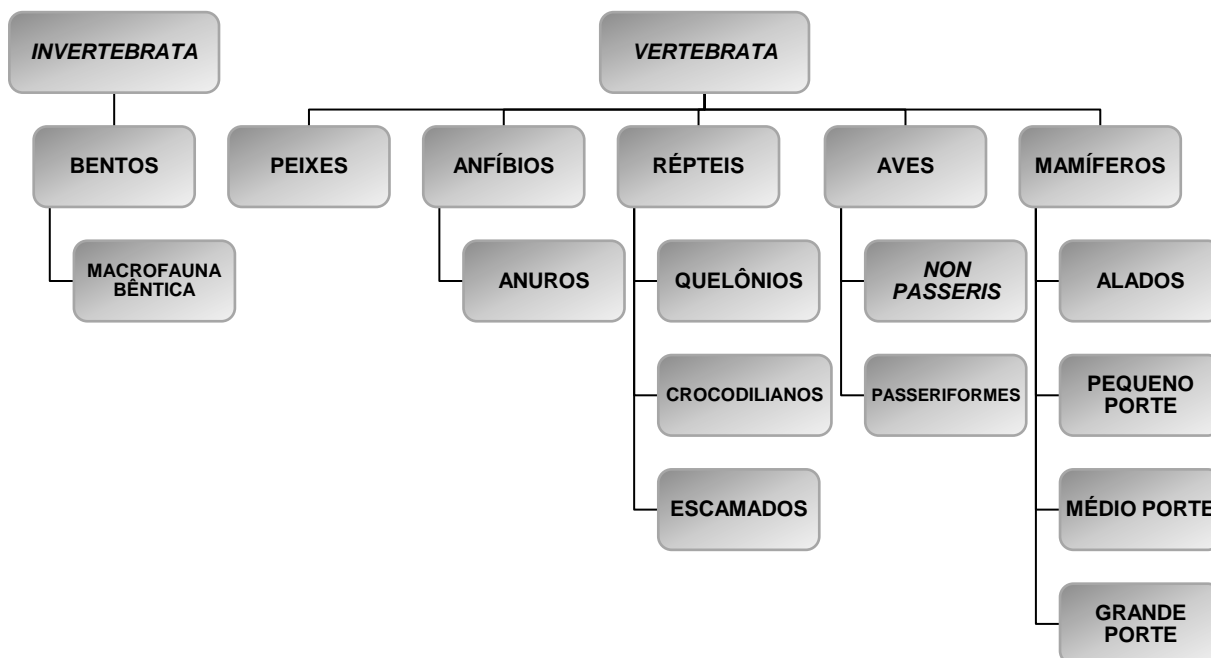 INVERTEBRATA
VERTEBRATA
BENTOS
PEIXES
ANFÍBIOS
RÉPTEIS
AVES
MAMÍFEROS
MACROFAUNA
BÊNTICA
ANUROS
QUELÔNIOS
NON
PASSERIS
ALADOS
CROCODILIANOS
PASSERIFORMES
PEQUENO
PORTE
ESCAMADOS
MÉDIO PORTE
GRANDE
PORTE